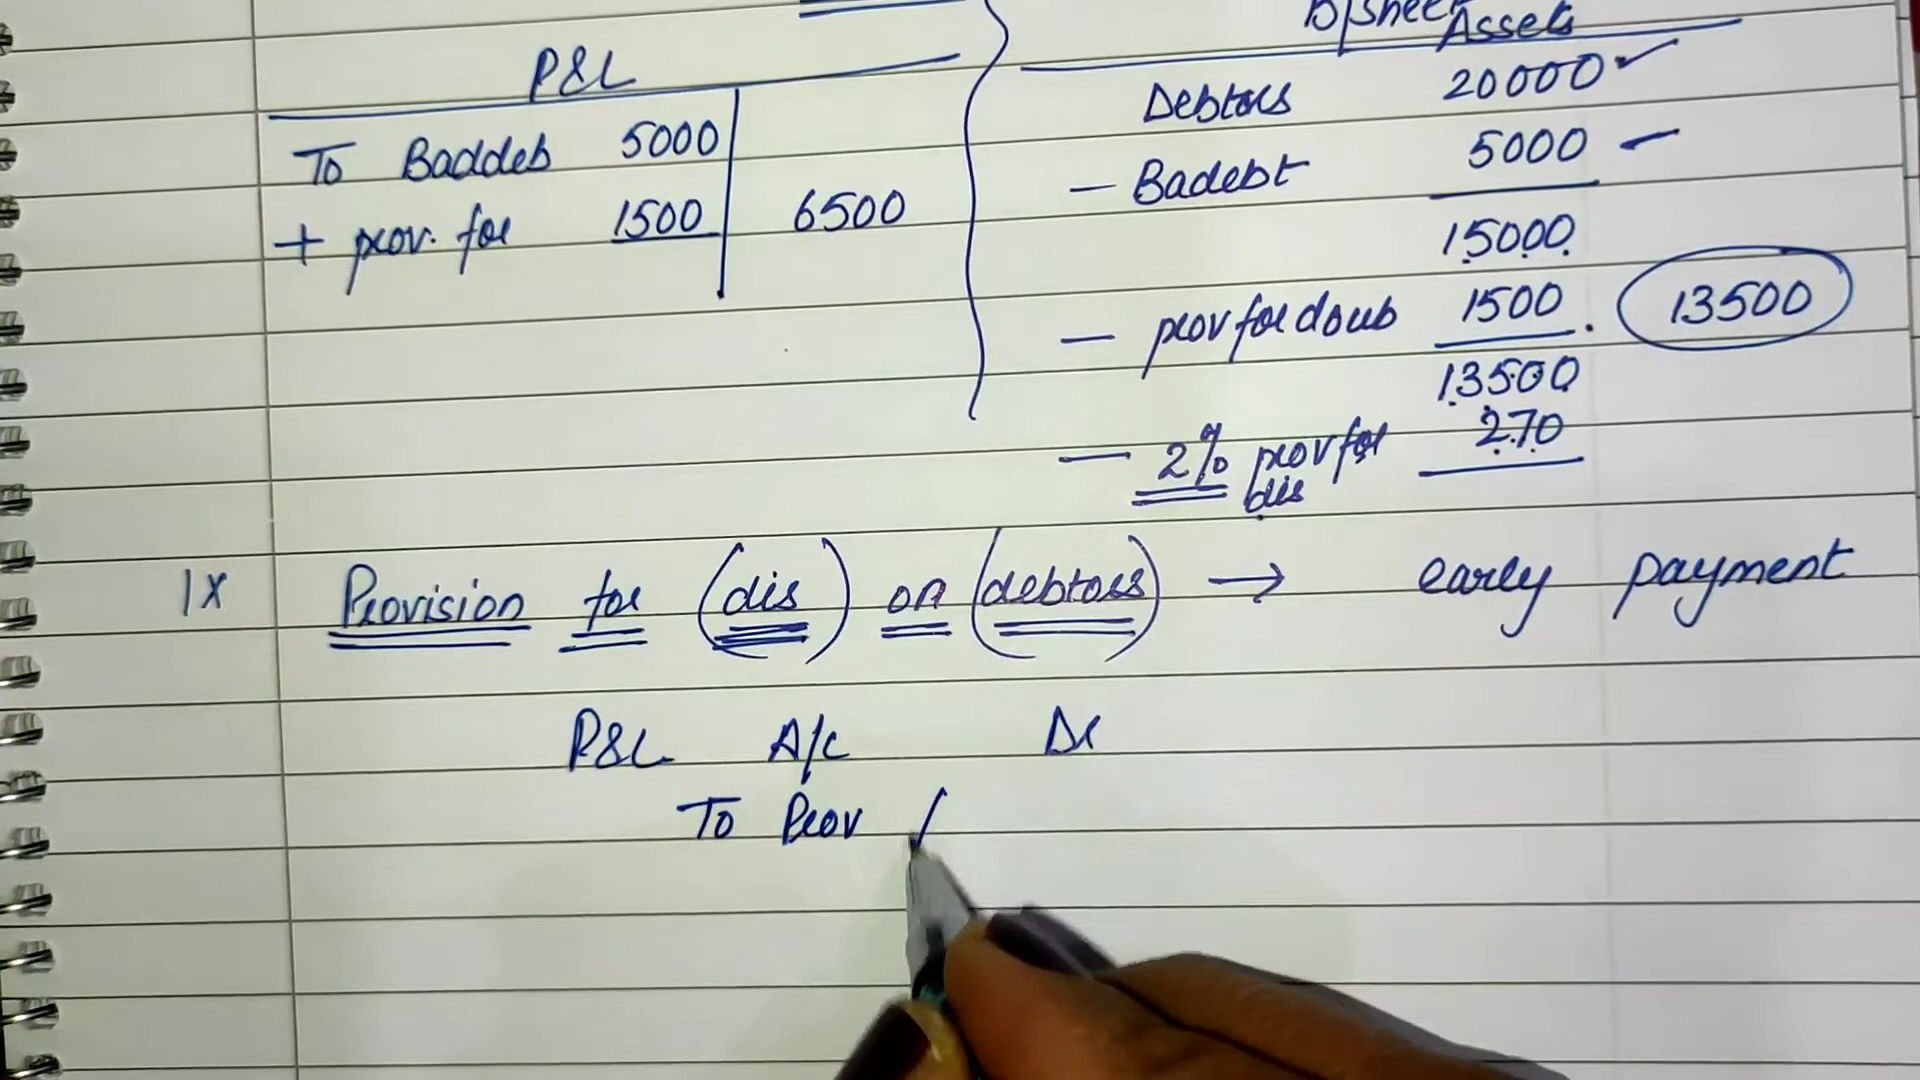 P&L
To Baddeb 5000
+ prov. for 1500 6500
B/sheet
Assets
Debtors 20000
— Badebt 5000 —
15000
— prov for doub 1500 . 13500
13500
— 2% prov for 270
dis
IX Provision for (dis) on (debtors) → early payment
P&L A/c Dr
To Prov